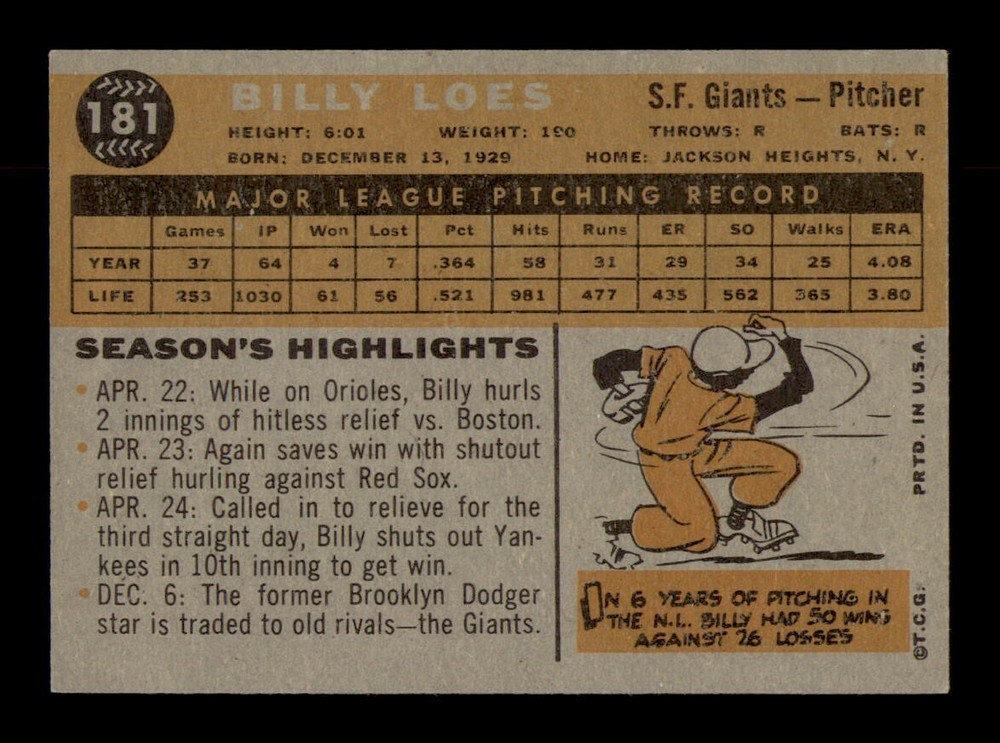 181
BILLY LOES
S.F. Giants — Pitcher
HEIGHT: 6:01 WEIGHT: 190 THROWS: R BATS: R
BORN: DECEMBER 13, 1929 HOME: JACKSON HEIGHTS, N. Y.
MAJOR LEAGUE PITCHING RECORD
Games IP Won Lost Pct Hits Runs ER SO Walks ERA
YEAR 37 64 4 7 .364 58 31 29 34 25 4.08
LIFE 253 1030 61 56 .521 981 477 435 562 365 3.80
SEASON'S HIGHLIGHTS
• APR. 22: While on Orioles, Billy hurls
2 innings of hitless relief vs. Boston.
• APR. 23: Again saves win with shutout
relief hurling against Red Sox.
• APR. 24: Called in to relieve for the
third straight day, Billy shuts out Yan-
kees in 10th inning to get win.
• DEC. 6: The former Brooklyn Dodger
star is traded to old rivals—the Giants.
IN 6 YEARS OF PITCHING IN
THE N.L. BILLY HAD 50 WINS
AGAINST 26 LOSSES
PRTD. IN U.S.A.
©T.C.G.